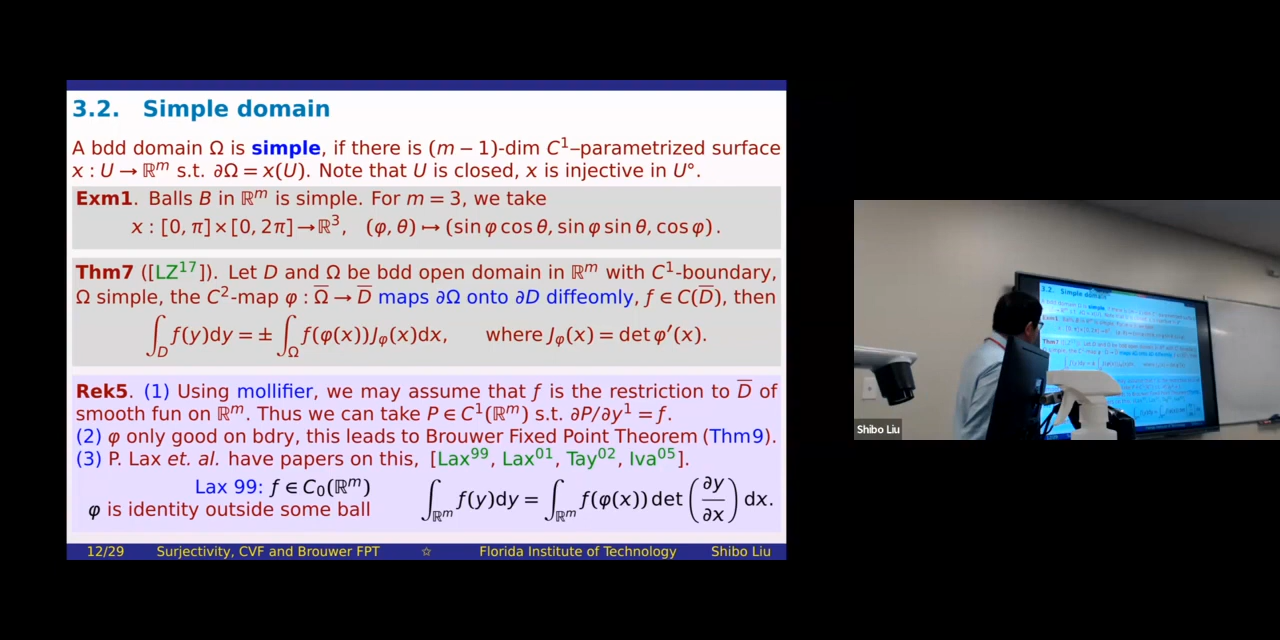 3.2. Simple domain
A bdd domain Ω is simple, if there is (m − 1)-dim C¹–parametrized surface
x : U → ℝᵐ s.t. ∂Ω = x(U). Note that U is closed, x is injective in U°.
Exm1. Balls B in ℝᵐ is simple. For m = 3, we take
x : [0, π] × [0, 2π] → ℝ³, (φ, θ) ↦ (sin φ cos θ, sin φ sin θ, cos φ).
Thm7 ([LZ¹⁷]). Let D and Ω be bdd open domain in ℝᵐ with C¹-boundary,
Ω simple, the C²-map φ : Ω̅ → D̅ maps ∂Ω onto ∂D diffeomly, f ∈ C(D̅), then
∫_D f(y)dy = ± ∫_Ω f(φ(x))J_φ(x)dx, where J_φ(x) = det φ′(x).
Rek5. (1) Using mollifier, we may assume that f is the restriction to D̅ of
smooth fun on ℝᵐ. Thus we can take P ∈ C¹(ℝᵐ) s.t. ∂P/∂y¹ = f.
(2) φ only good on bdry, this leads to Brouwer Fixed Point Theorem (Thm9).
(3) P. Lax et. al. have papers on this, [Lax⁹⁹, Lax⁰¹, Tay⁰², Iva⁰⁵].
Lax 99: f ∈ C₀(ℝᵐ)
φ is identity outside some ball
∫_ℝᵐ f(y)dy = ∫_ℝᵐ f(φ(x)) det (∂y/∂x) dx.
12/29 Surjectivity, CVF and Brouwer FPT ☆ Florida Institute of Technology Shibo Liu
3.2. Simple domain
Shibo Liu